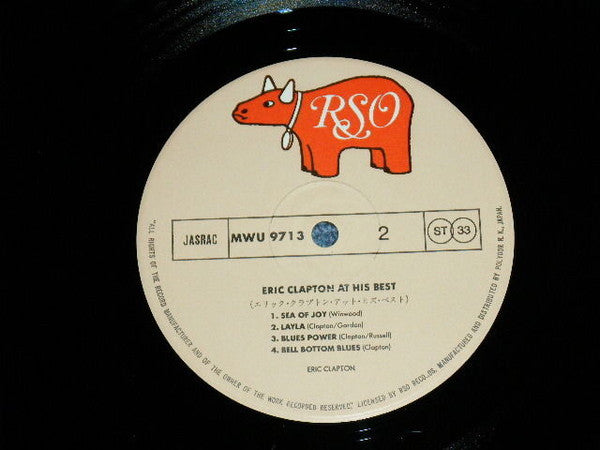 RSO
JASRAC
MWU 9713
2
ST 33
ERIC CLAPTON AT HIS BEST
(エリック・クラプトン・アット・ヒズ・ベスト)
1. SEA OF JOY (Winwood)
2. LAYLA (Clapton/Gordon)
3. BLUES POWER (Clapton/Russell)
4. BELL BOTTOM BLUES (Clapton)
ERIC CLAPTON
"ALL RIGHTS OF THE RECORD MANUFACTURER AND OF THE OWNER OF THE WORK RECORDED RESERVED", LICENSED BY RSO RECORDS, MANUFACTURED AND DISTRIBUTED BY POLYDOR K. K., JAPAN.